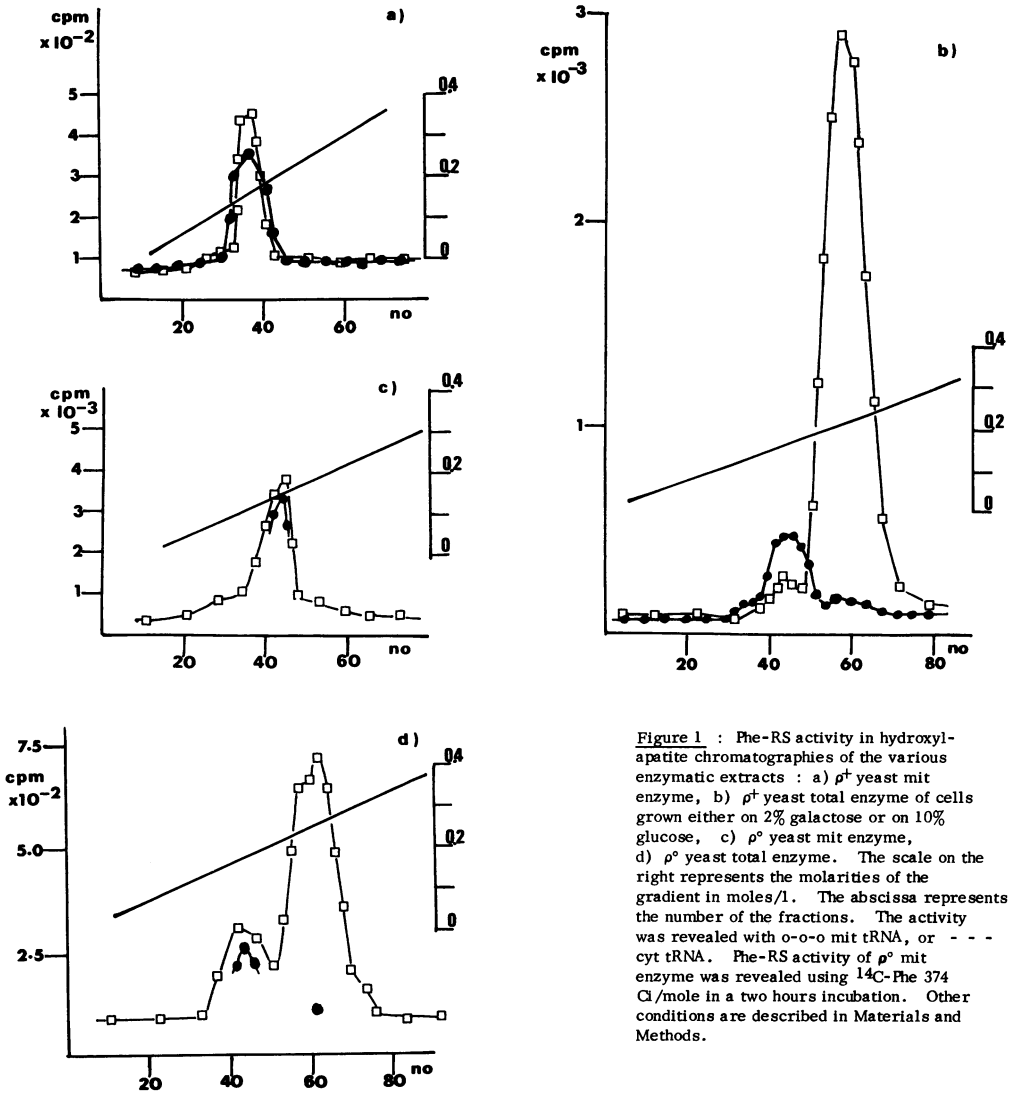 a)
cpm
x 10⁻²
5
4
3
2
1
0.4
0.2
0
20
40
60
no
b)
cpm
x 10⁻³
3
2
1
0.4
0.2
0
20
40
60
80
no
c)
cpm
x 10⁻³
5
4
3
2
1
0.4
0.2
0
20
40
60
no
d)
cpm
x10⁻²
7.5
5.0
2.5
0.4
0.2
0
20
40
60
no
80
Figure 1 : Phe-RS activity in hydroxyl-
apatite chromatographies of the various
enzymatic extracts : a) ρ⁺ yeast mit
enzyme, b) ρ⁺ yeast total enzyme of cells
grown either on 2% galactose or on 10%
glucose, c) ρ° yeast mit enzyme,
d) ρ° yeast total enzyme. The scale on the
right represents the molarities of the
gradient in moles/l. The abscissa represents
the number of the fractions. The activity
was revealed with o-o-o mit tRNA, or - - -
cyt tRNA. Phe-RS activity of ρ° mit
enzyme was revealed using ¹⁴C-Phe 374
Ci/mole in a two hours incubation. Other
conditions are described in Materials and
Methods.